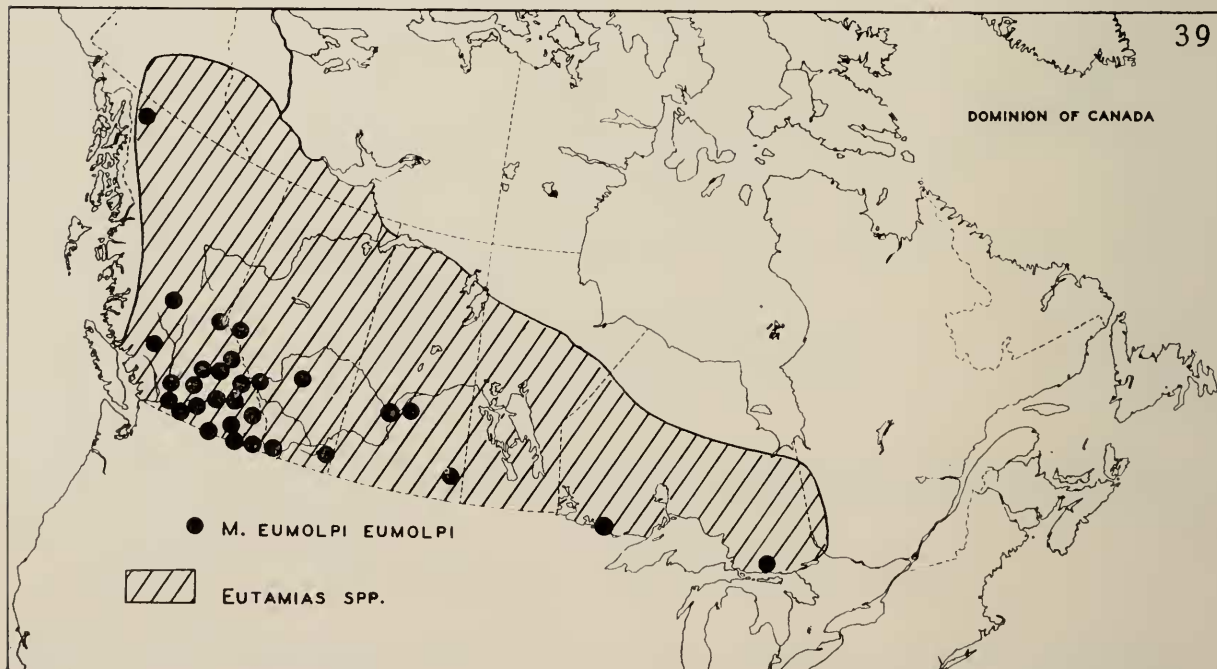 39
DOMINION OF CANADA
M. EUMOLPI EUMOLPI
EUTAMIAS SPP.